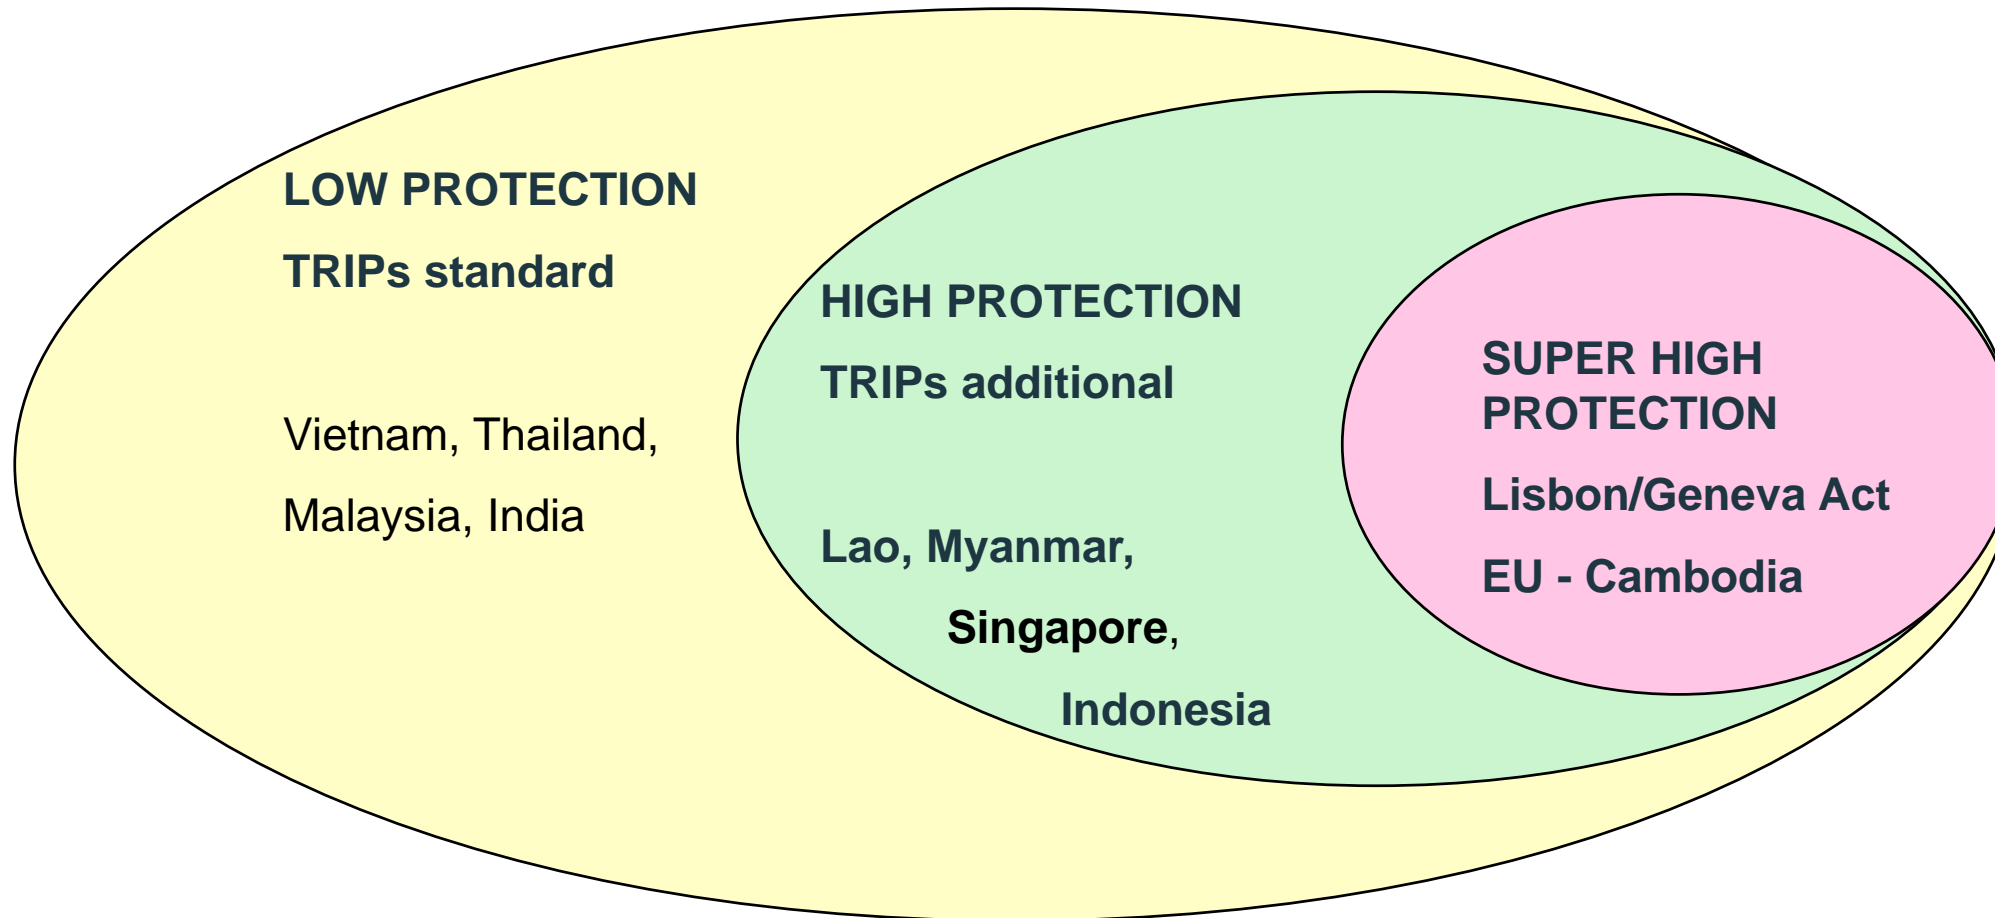 LOW PROTECTION
TRIPs standard
Vietnam, Thailand,
Malaysia, India
HIGH PROTECTION
TRIPs additional
Lao, Myanmar,
Singapore,
Indonesia
SUPER HIGH
PROTECTION
Lisbon/Geneva Act
EU - Cambodia